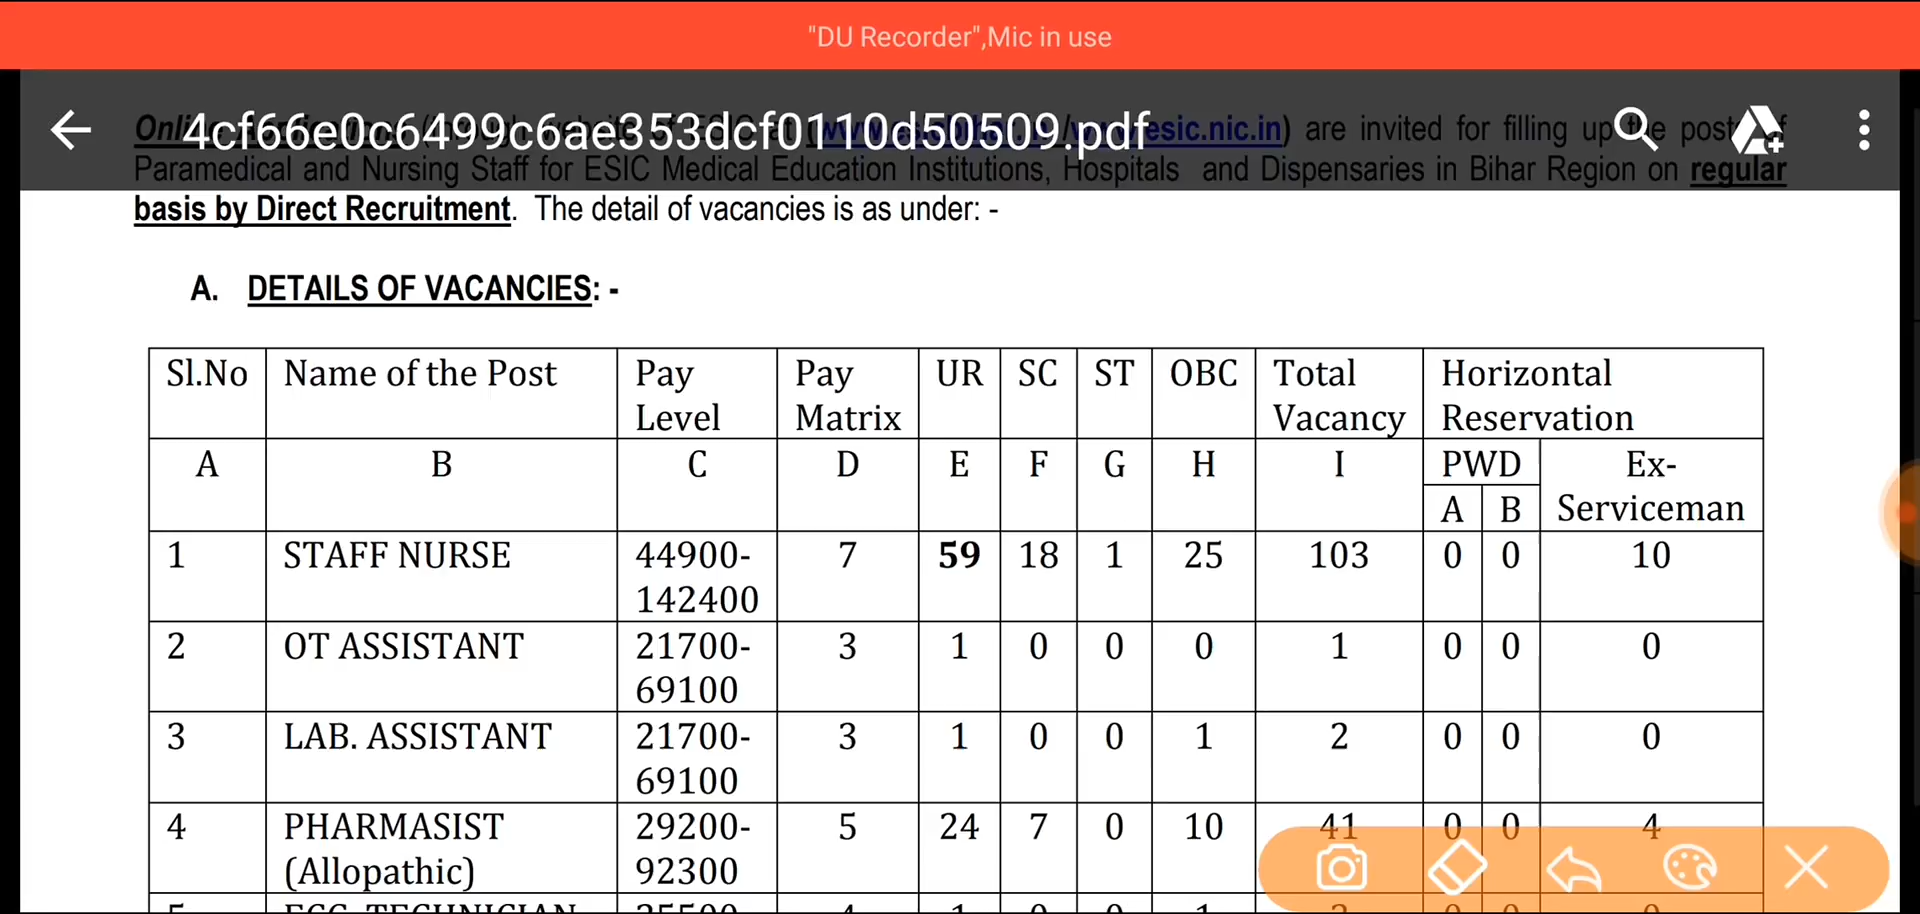 "DU Recorder",Mic in use
4cf66e0c6499c6ae353dcf0110d50509.pdf
esic.nic.in) are invited for filling up the post
Paramedical and Nursing Staff for ESIC Medical Education Institutions, Hospitals and Dispensaries in Bihar Region on regular
basis by Direct Recruitment. The detail of vacancies is as under: -
A. DETAILS OF VACANCIES: -
Sl.No Name of the Post Pay Level Pay Matrix UR SC ST OBC Total Vacancy Horizontal Reservation
A B C D E F G H I PWD Ex-Serviceman
A B
1 STAFF NURSE 44900-142400 7 59 18 1 25 103 0 0 10
2 OT ASSISTANT 21700-69100 3 1 0 0 0 1 0 0 0
3 LAB. ASSISTANT 21700-69100 3 1 0 0 1 2 0 0 0
4 PHARMASIST (Allopathic) 29200-92300 5 24 7 0 10 41 0 0 4